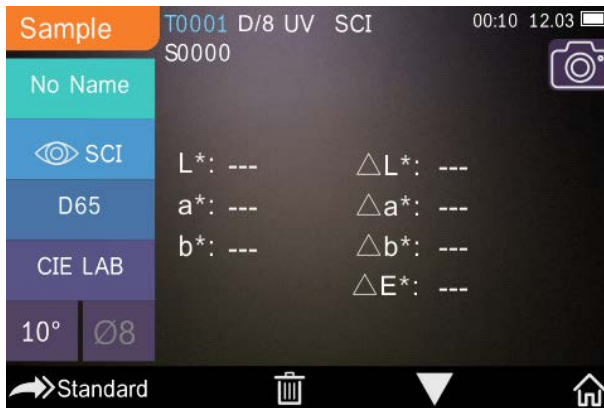 Sample
T0001 D/8 UV SCI 00:10 12.03
S0000
No Name
SCI
D65
CIE LAB
10° Ø8
L*: --- △L*: ---
a*: --- △a*: ---
b*: --- △b*: ---
△E*: ---
Standard